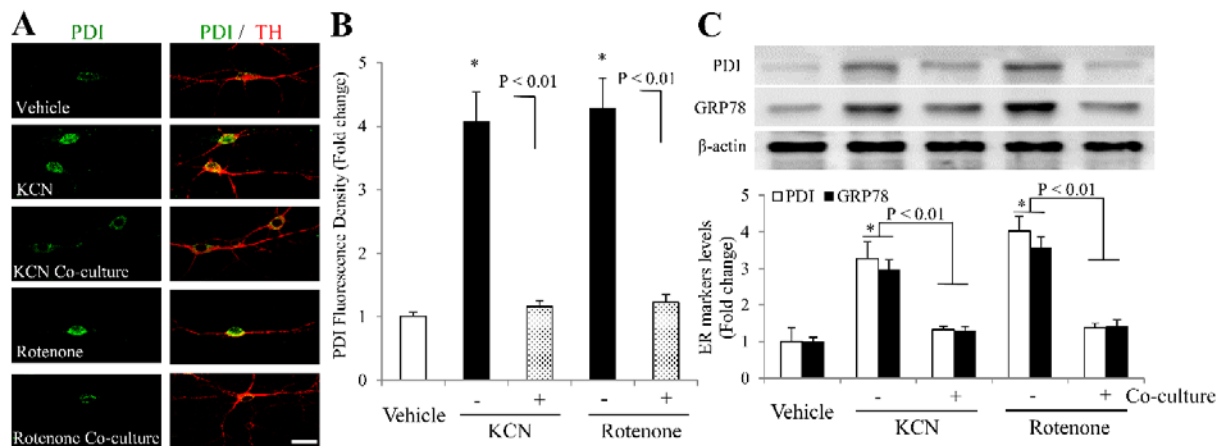 A
PDI
PDI / TH
Vehicle
KCN
KCN Co-culture
Rotenone
Rotenone Co-culture
B
PDI Fluorescence Density (Fold change)
5
4
3
2
1
0
*
P < 0.01
*
P < 0.01
Vehicle
- + - +
KCN Rotenone
C
PDI
GRP78
β-actin
PDI GRP78
ER markers levels
(Fold change)
5
4
3
2
1
0
*
P < 0.01
*
P < 0.01
- + - + Co-culture
Vehicle
KCN Rotenone